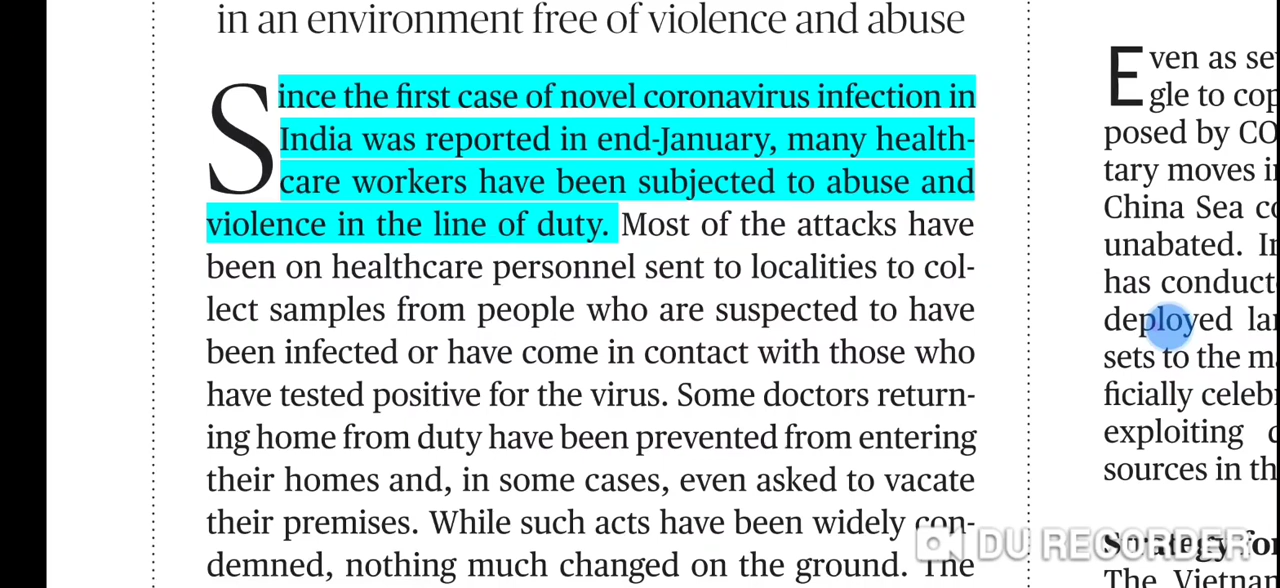 in an environment free of violence and abuse
Since the first case of novel coronavirus infection in
India was reported in end-January, many health-
care workers have been subjected to abuse and
violence in the line of duty. Most of the attacks have
been on healthcare personnel sent to localities to col-
lect samples from people who are suspected to have
been infected or have come in contact with those who
have tested positive for the virus. Some doctors return-
ing home from duty have been prevented from entering
their homes and, in some cases, even asked to vacate
their premises. While such acts have been widely con-
demned, nothing much changed on the ground. The
Even as se
gle to cop
posed by CO
tary moves i
China Sea c
unabated. I
has conduct
deployed la
sets to the m
ficially celeb
exploiting
sources in th
Strategy for
The Vietnam
DU RECORDER